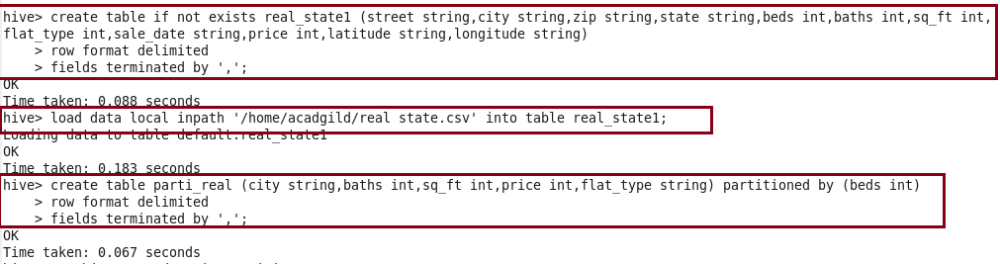 hive> create table if not exists real_state1 (street string,city string,zip string,state string,beds int,baths int,sq_ft int,
flat_type int,sale_date string,price int,latitude string,longitude string)
> row format delimited
> fields terminated by ',';
OK
Time taken: 0.088 seconds
hive> load data local inpath '/home/acadgild/real state.csv' into table real_state1;
Loading data to table default.real_state1
OK
Time taken: 0.183 seconds
hive> create table parti_real (city string,baths int,sq_ft int,price int,flat_type string) partitioned by (beds int)
> row format delimited
> fields terminated by ',';
OK
Time taken: 0.067 seconds